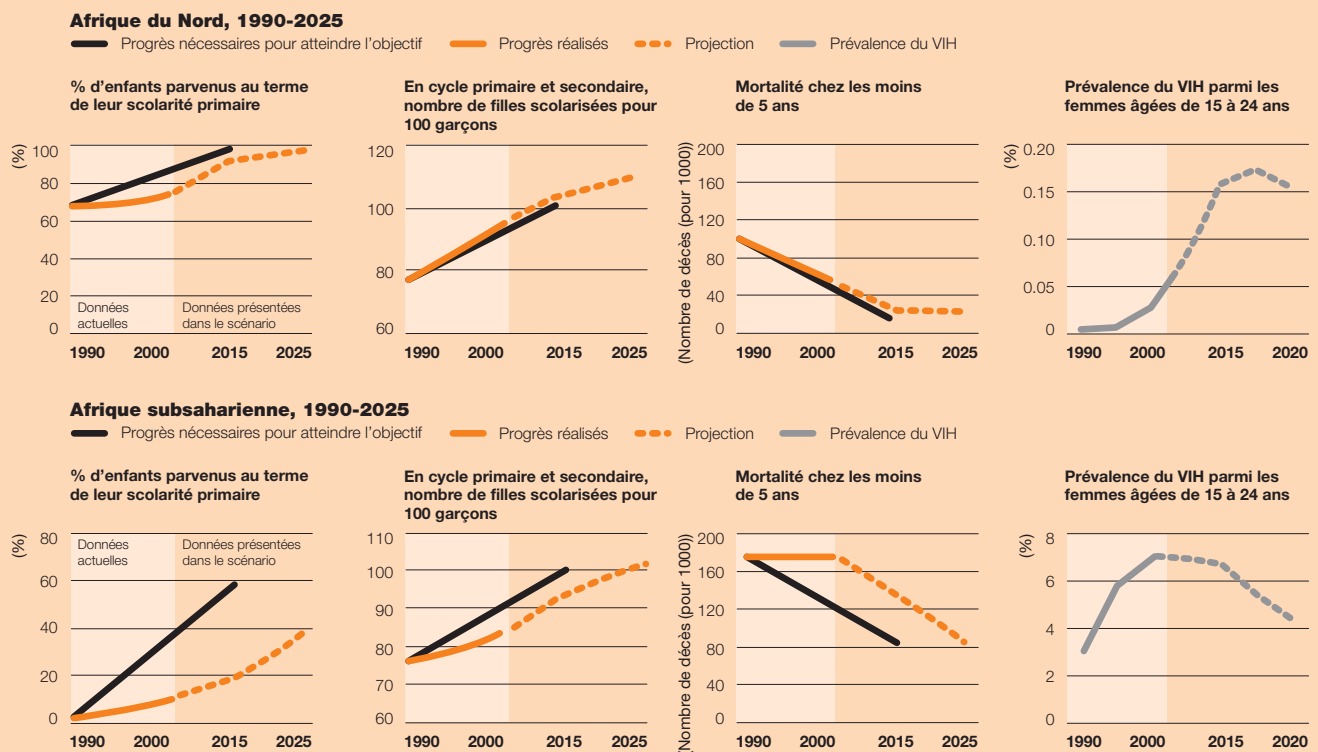 Afrique du Nord, 1990-2025
Progrès nécessaires pour atteindre l'objectif Progrès réalisés Projection Prévalence du VIH
% d'enfants parvenus au terme
de leur scolarité primaire
(%)
100
80
60
40
20
0
Données
actuelles
Données présentées
dans le scénario
1990 2000 2015 2025
En cycle primaire et secondaire,
nombre de filles scolarisées pour
100 garçons
120
100
80
60
1990 2000 2015 2025
Mortalité chez les moins
de 5 ans
(Nombre de décès (pour 1000))
200
160
120
80
40
0
1990 2000 2015 2025
Prévalence du VIH parmi les
femmes âgées de 15 à 24 ans
(%)
0.20
0.15
0.10
0.05
0
1990 2000 2015 2020
Afrique subsaharienne, 1990-2025
Progrès nécessaires pour atteindre l'objectif Progrès réalisés Projection Prévalence du VIH
% d'enfants parvenus au terme
de leur scolarité primaire
(%)
80
60
40
20
0
Données
actuelles
Données présentées
dans le scénario
1990 2000 2015 2025
En cycle primaire et secondaire,
nombre de filles scolarisées pour
100 garçons
110
100
90
80
70
60
1990 2000 2015 2025
Mortalité chez les moins
de 5 ans
(Nombre de décès (pour 1000))
200
160
120
80
40
0
1990 2000 2015 2025
Prévalence du VIH parmi les
femmes âgées de 15 à 24 ans
(%)
8
6
4
2
0
1990 2000 2015 2020